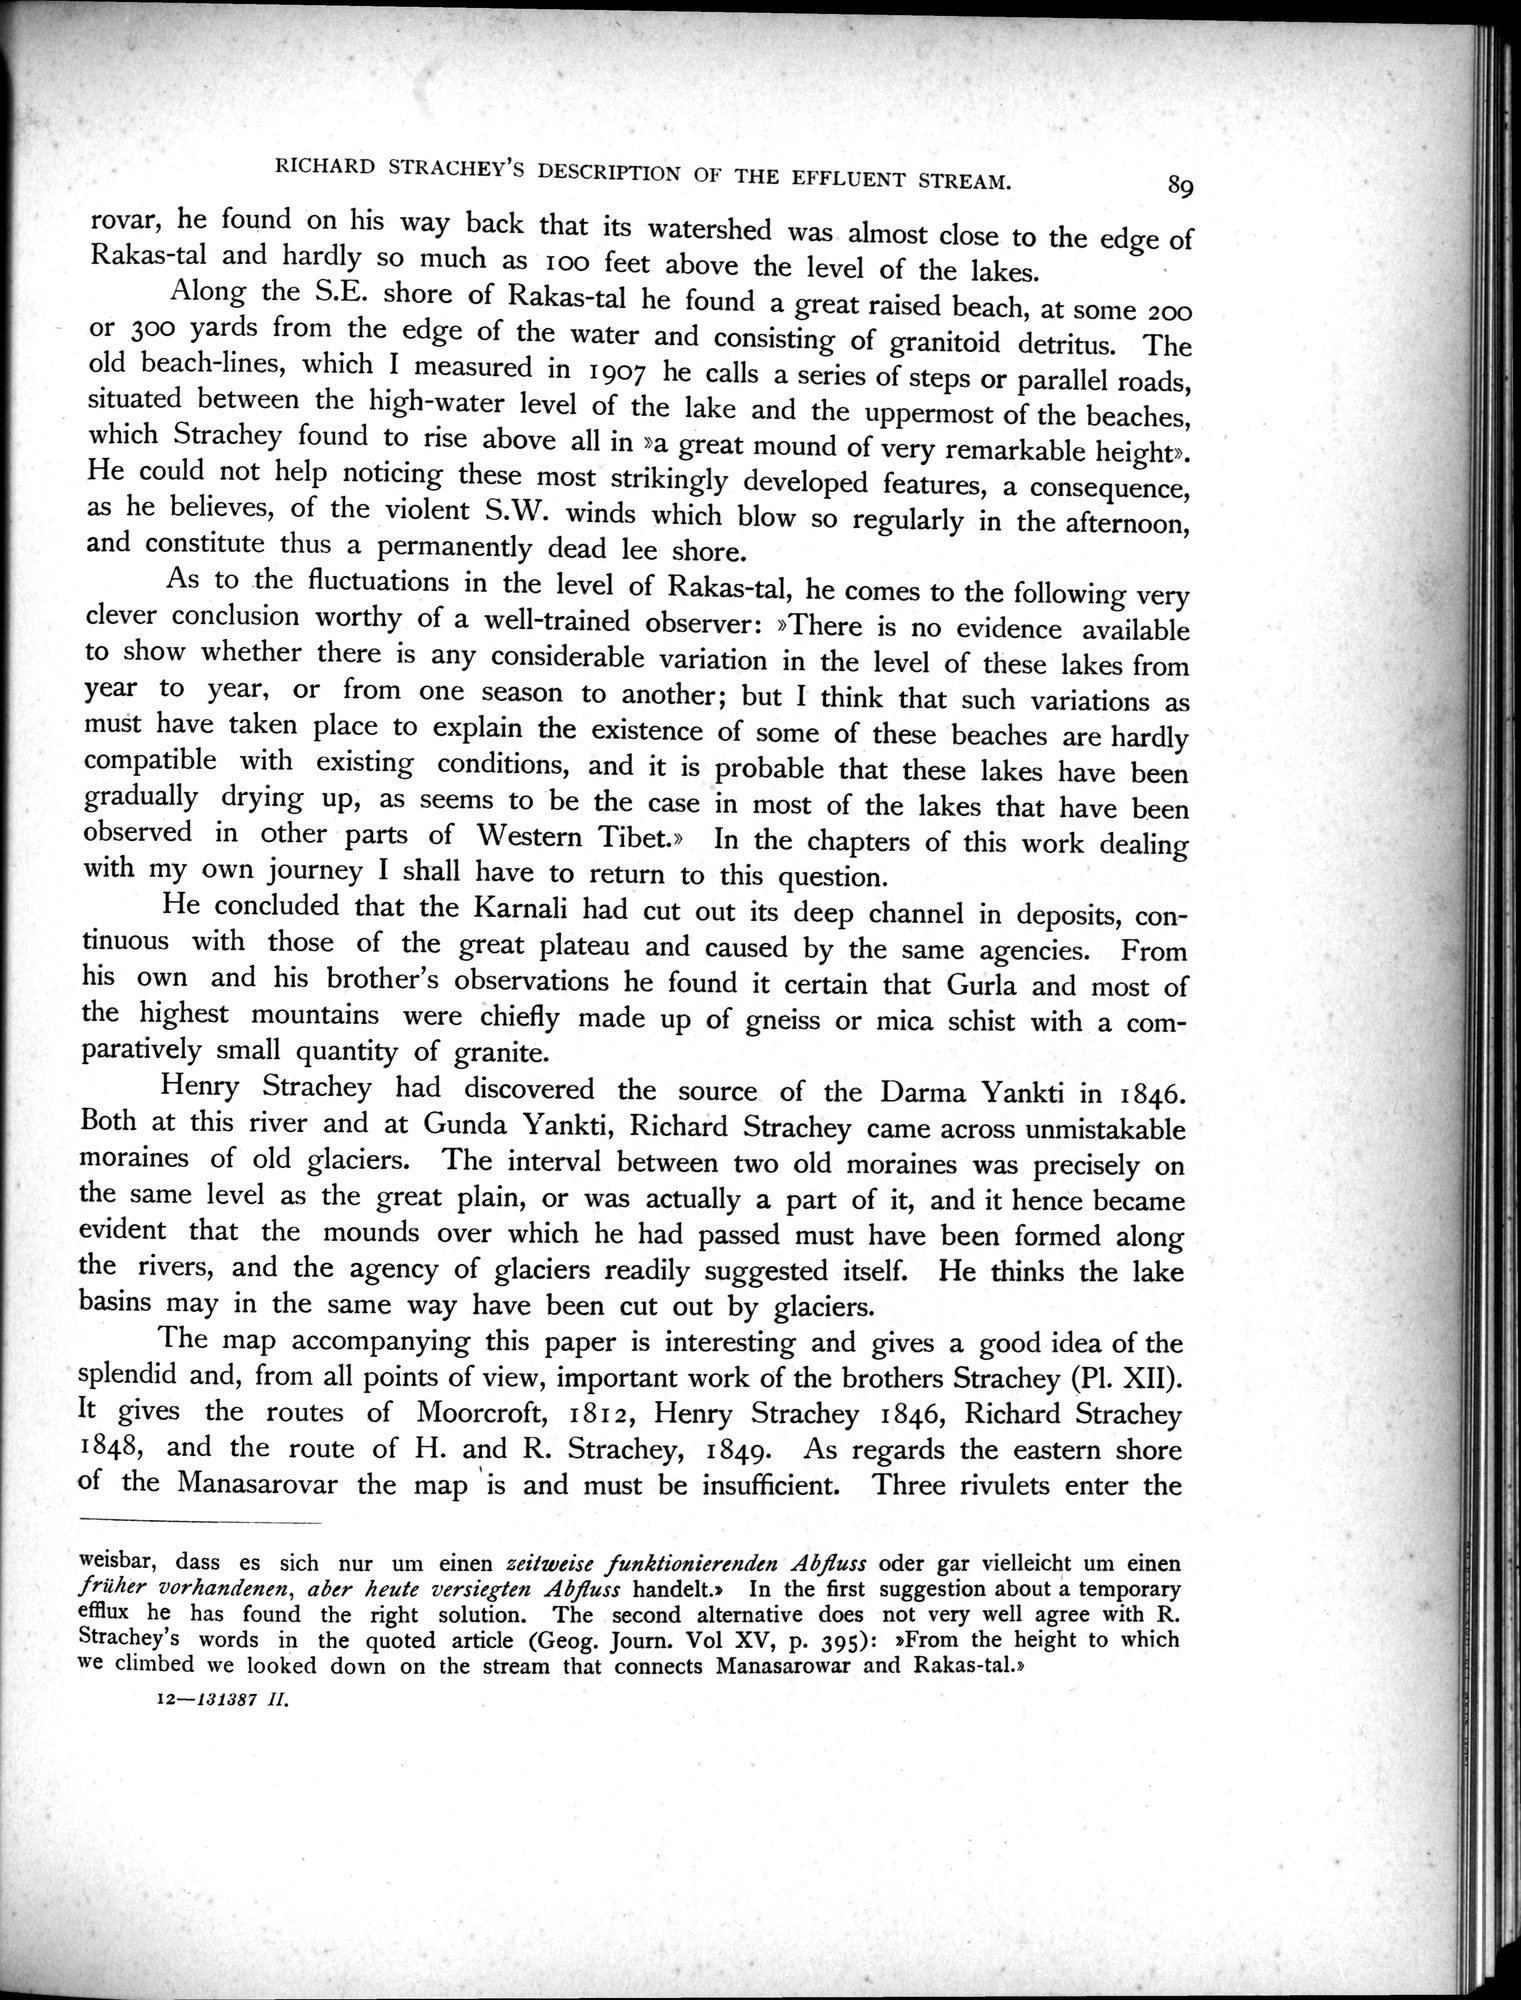 RICHARD STRACHEY'S DESCRIPTION OF THE EFFLUENT STREAM. 89
rovar, he found on his way back that its watershed was almost close to the edge of
Rakas-tal and hardly so much as 100 feet above the level of the lakes.
Along the S.E. shore of Rakas-tal he found a great raised beach, at some 200
or 300 yards from the edge of the water and consisting of granitoid detritus. The
old beach-lines, which I measured in 1907 he calls a series of steps or parallel roads,
situated between the high-water level of the lake and the uppermost of the beaches,
which Strachey found to rise above all in »a great mound of very remarkable height».
He could not help noticing these most strikingly developed features, a consequence,
as he believes, of the violent S.W. winds which blow so regularly in the afternoon,
and constitute thus a permanently dead lee shore.
As to the fluctuations in the level of Rakas-tal, he comes to the following very
clever conclusion worthy of a well-trained observer: »There is no evidence available
to show whether there is any considerable variation in the level of these lakes from
year to year, or from one season to another; but I think that such variations as
must have taken place to explain the existence of some of these beaches are hardly
compatible with existing conditions, and it is probable that these lakes have been
gradually drying up, as seems to be the case in most of the lakes that have been
observed in other parts of Western Tibet.» In the chapters of this work dealing
with my own journey I shall have to return to this question.
He concluded that the Karnali had cut out its deep channel in deposits, con-
tinuous with those of the great plateau and caused by the same agencies. From
his own and his brother's observations he found it certain that Gurla and most of
the highest mountains were chiefly made up of gneiss or mica schist with a com-
paratively small quantity of granite.
Henry Strachey had discovered the source of the Darma Yankti in 1846.
Both at this river and at Gunda Yankti, Richard Strachey came across unmistakable
moraines of old glaciers. The interval between two old moraines was precisely on
the same level as the great plain, or was actually a part of it, and it hence became
evident that the mounds over which he had passed must have been formed along
the rivers, and the agency of glaciers readily suggested itself. He thinks the lake
basins may in the same way have been cut out by glaciers.
The map accompanying this paper is interesting and gives a good idea of the
splendid and, from all points of view, important work of the brothers Strachey (Pl. XII).
It gives the routes of Moorcroft, 1812, Henry Strachey 1846, Richard Strachey
1848, and the route of H. and R. Strachey, 1849. As regards the eastern shore
of the Manasarovar the map is and must be insufficient. Three rivulets enter the
weisbar, dass es sich nur um einen zeitweise funktionierenden Abfluss oder gar vielleicht um einen
früher vorhandenen, aber heute versiegten Abfluss handelt.» In the first suggestion about a temporary
efflux he has found the right solution. The second alternative does not very well agree with R.
Strachey's words in the quoted article (Geog. Journ. Vol XV, p. 395): »From the height to which
we climbed we looked down on the stream that connects Manasarowar and Rakas-tal.»
12—131387 II.